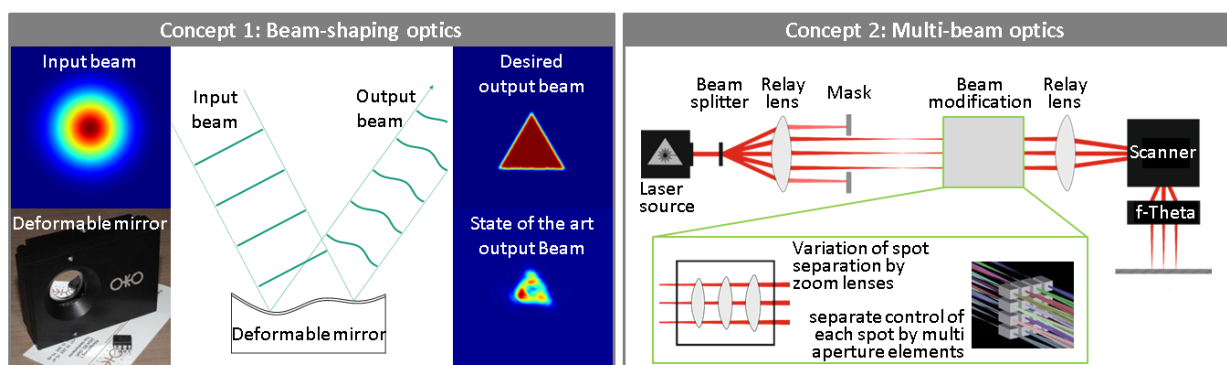 Concept 1: Beam-shaping optics
Input beam
Deformable mirror
OKO
Input
beam
Output
beam
Deformable mirror
Desired
output beam
State of the art
output Beam
Concept 2: Multi-beam optics
Beam
splitter
Relay
lens
Mask
Beam
modification
Relay
lens
Laser
source
Scanner
f-Theta
Variation of spot
separation by
zoom lenses
separate control of
each spot by multi
aperture elements